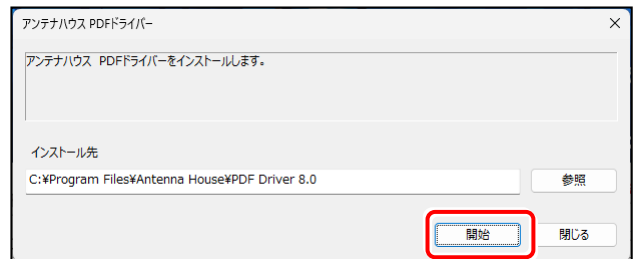 アンテナハウス PDFドライバー
アンテナハウス PDFドライバーをインストールします。
インストール先
C:¥Program Files¥Antenna House¥PDF Driver 8.0
参照
開始
閉じる